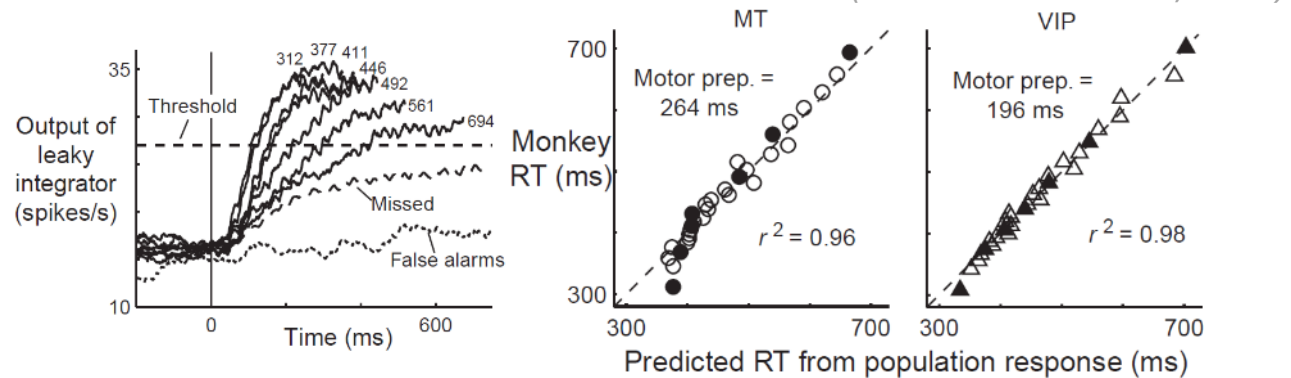 35
10
Output of
leaky
integrator
(spikes/s)
Threshold
312
377
411
446
492
561
694
Missed
False alarms
0
600
Time (ms)
MT
Monkey
RT (ms)
700
300
Motor prep. =
264 ms
r² = 0.96
300
700
VIP
Motor prep. =
196 ms
r² = 0.98
300
700
Predicted RT from population response (ms)